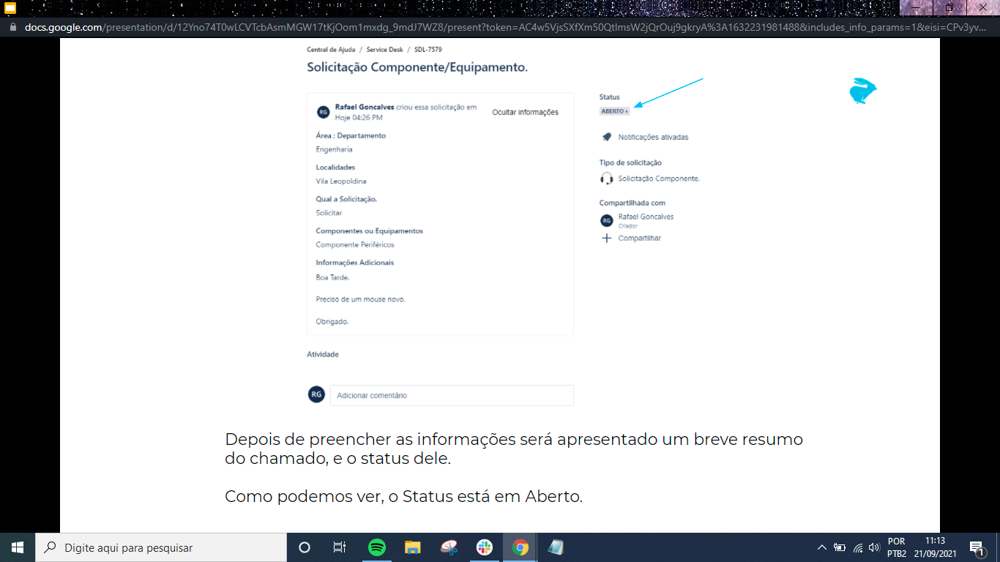 docs.google.com/presentation/d/12Yno74T0wLCVTcbAsmMGW17tKjOom1mxdg_9mdJ7WZ8/present?token=AC4w5VjsSXfXm50QtlmsW2jQrOuj9gkryA%3A1632231981488&includes_info_params=1&eisi=CPv3yv...
Central de Ajuda / Service Desk / SDL-7579
Solicitação Componente/Equipamento.
RG Rafael Goncalves criou essa solicitação em
Hoje 04:26 PM
Ocultar informações
Área ; Departamento
Engenharia
Localidades
Vila Leopoldina
Qual a Solicitação.
Solicitar
Componentes ou Equipamentos
Componente Periféricos
Informações Adicionais
Boa Tarde.
Preciso de um mouse novo.
Obrigado.
Atividade
RG Adicionar comentário
Status
ABERTO
Notificações ativadas
Tipo de solicitação
Solicitação Componente.
Compartilhada com
RG Rafael Goncalves
Criador
Compartilhar
Depois de preencher as informações será apresentado um breve resumo
do chamado, e o status dele.
Como podemos ver, o Status está em Aberto.
Digite aqui para pesquisar
POR
PTB2
11:13
21/09/2021
1